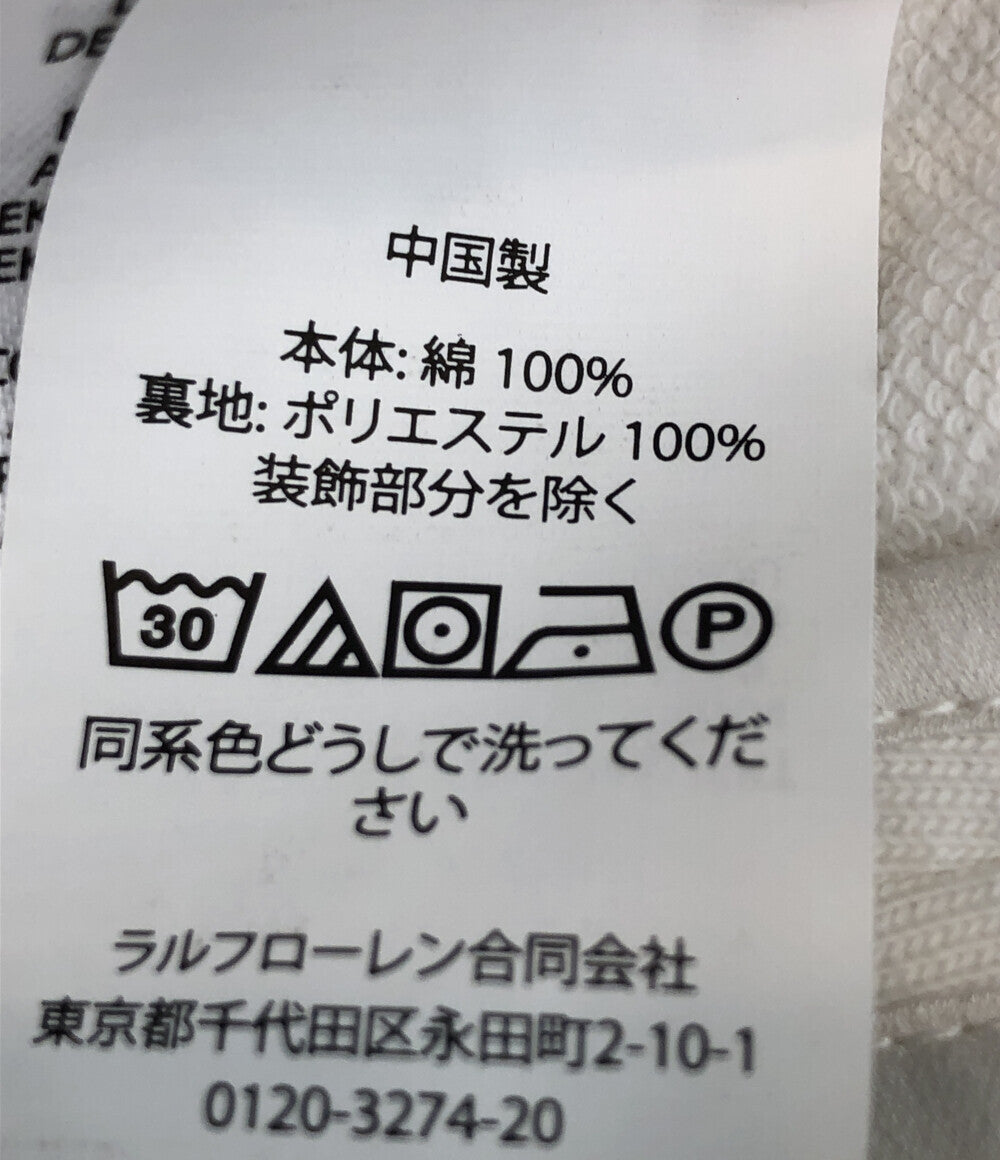 DE
中国製
本体: 綿 100%
裏地: ポリエステル 100%
装飾部分を除く
30
P
同系色どうしで洗ってくだ
さい
ラルフローレン合同会社
東京都千代田区永田町2-10-1
0120-3274-20